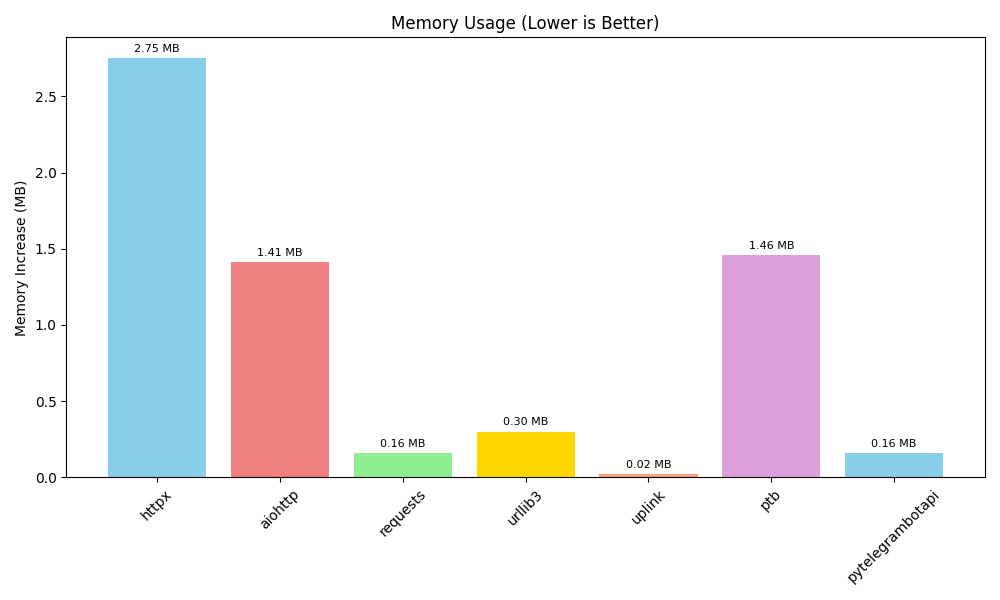 Memory Usage (Lower is Better)
Memory Increase (MB)
2.5
2.0
1.5
1.0
0.5
0.0
2.75 MB
1.41 MB
0.16 MB
0.30 MB
0.02 MB
1.46 MB
0.16 MB
httpx
aiohttp
requests
urllib3
uplink
ptb
pytelegrambotapi